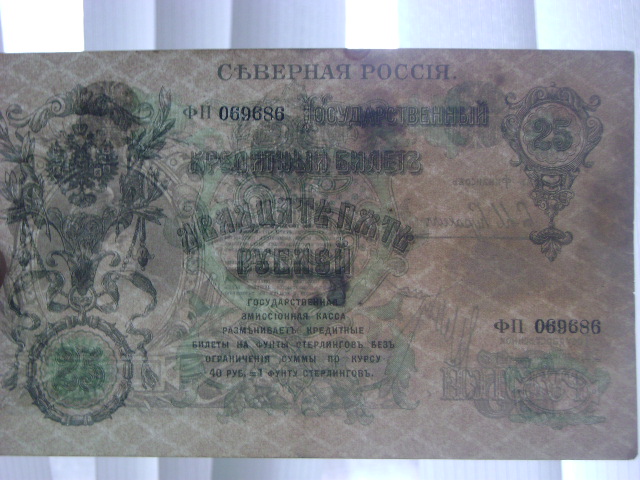 СѢВЕРНАЯ РОССІЯ.
ФП 069686 ГОСУДАРСТВЕННЫЙ
25
КРЕДИТНЫЙ БИЛЕТЪ
ДВАДЦАТЬ ПЯТЬ
РУБЛЕЙ
ГОСУДАРСТВЕННАЯ
ЭМИССІОННАЯ КАССА
РАЗМѢНИВАЕТЪ КРЕДИТНЫЕ
БИЛЕТЫ НА ФУНТЫ СТЕРЛИНГОВЪ БЕЗЪ
ОГРАНИЧЕНІЯ СУММЫ ПО КУРСУ
40 РУБ. = 1 ФУНТУ СТЕРЛИНГОВЪ.
ФП 069686
25